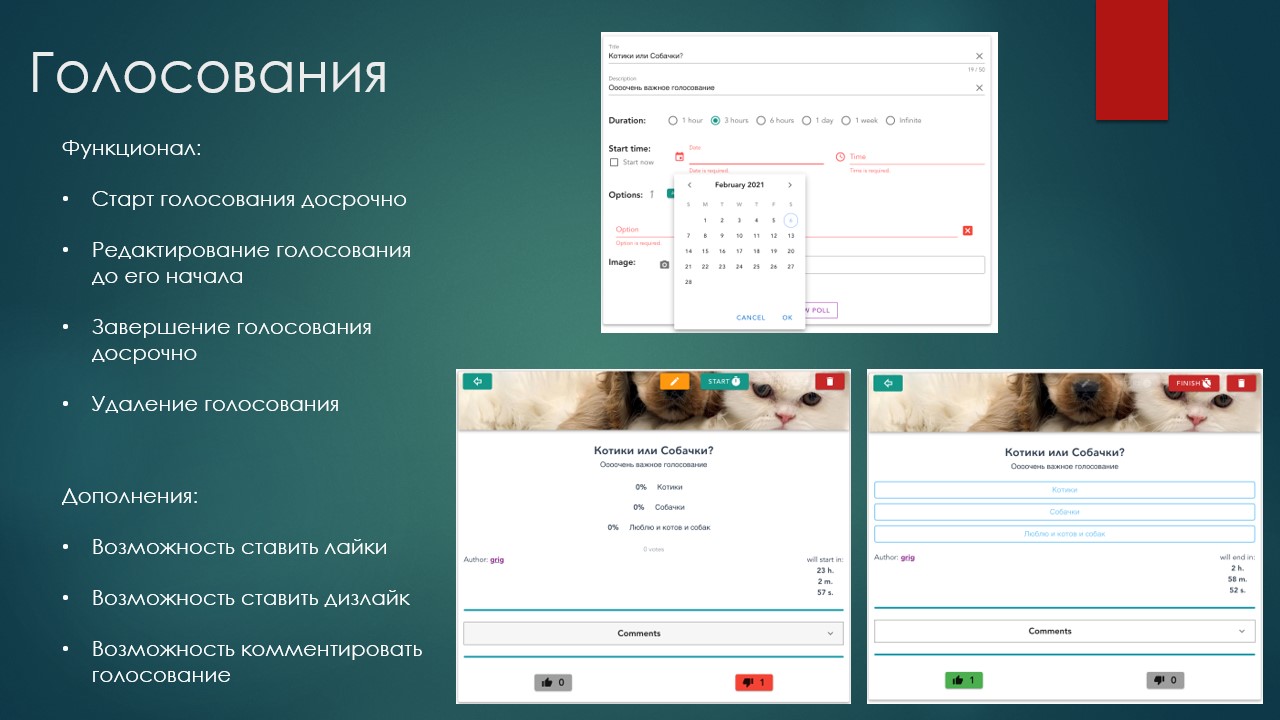 Голосования
Функционал:
• Старт голосования досрочно
• Редактирвание голосования
до его начала
• Завершение голосования
досрочно
• Удаление голосования
Дополнения:
• Возможность ставить лайки
• Возможность ставить дизлайк
• Возможность комментировать
голосование
Title
Котики или Собачки?
19 / 50
Description
Оооочень важное голосование
Duration: 1 hour 3 hours 6 hours 1 day 1 week Infinite
Start time:
Start now
Date
Date is required.
Time
Time is required.
Options:
Option
Option is required.
Image:
February 2021
S M T W T F S
1 2 3 4 5 6
7 8 9 10 11 12 13
14 15 16 17 18 19 20
21 22 23 24 25 26 27
28
CANCEL OK
W POLL
START
Котики или Собачки?
Оооочень важное голосование
0% Котики
0% Собачки
0% Люблю и котов и собак
0 votes
Author: grig
will start in:
23 h.
2 m.
57 s.
Comments
0
1
FINISH
Котики или Собачки?
Оооочень важное голосование
Котики
Собачки
Люблю и котов и собак
Author: grig
will end in:
2 h.
58 m.
52 s.
Comments
1
0